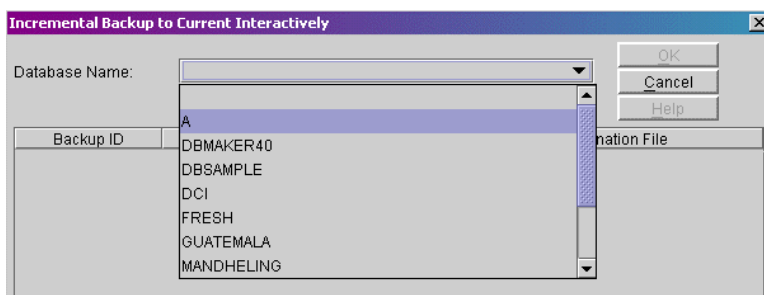 Incremental Backup to Current Interactively
Database Name:
OK
Cancel
Help
Backup ID
nation File
A
DBMAKER40
DBSAMPLE
DCI
FRESH
GUATEMALA
MANDHELING